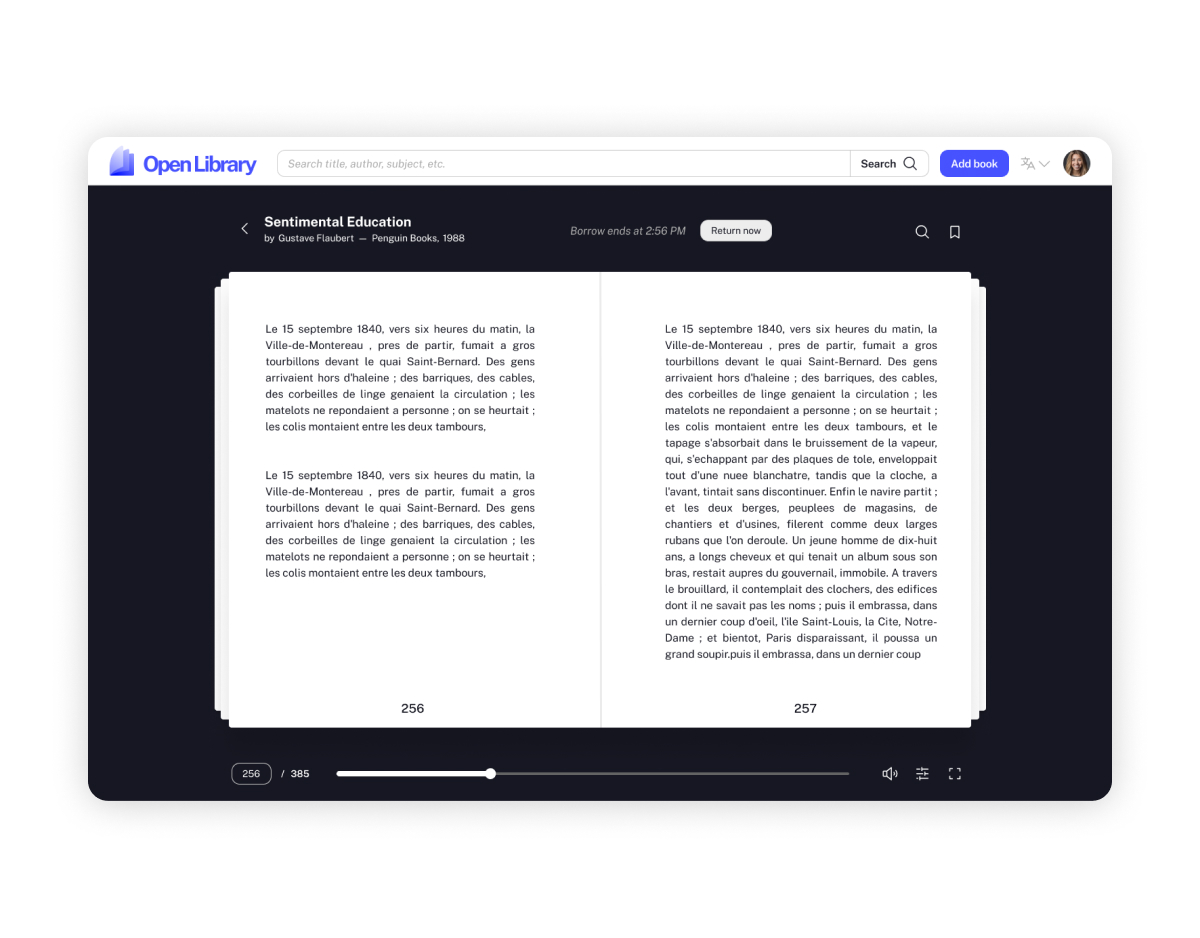 Open Library
Search title, author, subject, etc.
Search
Add book
Sentimental Education
by Gustave Flaubert — Penguin Books, 1988
Borrow ends at 2:56 PM
Return now
Le 15 septembre 1840, vers six heures du matin, la
Ville-de-Montereau , pres de partir, fumait a gros
tourbillons devant le quai Saint-Bernard. Des gens
arrivaient hors d'haleine ; des barriques, des cables,
des corbeilles de linge genaient la circulation ; les
matelots ne repondaient a personne ; on se heurtait ;
les colis montaient entre les deux tambours,
Le 15 septembre 1840, vers six heures du matin, la
Ville-de-Montereau , pres de partir, fumait a gros
tourbillons devant le quai Saint-Bernard. Des gens
arrivaient hors d'haleine ; des barriques, des cables,
des corbeilles de linge genaient la circulation ; les
matelots ne repondaient a personne ; on se heurtait ;
les colis montaient entre les deux tambours,
256
Le 15 septembre 1840, vers six heures du matin, la
Ville-de-Montereau , pres de partir, fumait a gros
tourbillons devant le quai Saint-Bernard. Des gens
arrivaient hors d'haleine ; des barriques, des cables,
des corbeilles de linge genaient la circulation ; les
matelots ne repondaient a personne ; on se heurtait ;
les colis montaient entre les deux tambours, et le
tapage s'absorbait dans le bruissement de la vapeur,
qui, s'echappant par des plaques de tole, enveloppait
tout d'une nuee blanchatre, tandis que la cloche, a
l'avant, tintait sans discontinuer. Enfin le navire partit ;
et les deux berges, peuplees de magasins, de
chantiers et d'usines, filerent comme deux larges
rubans que l'on deroule. Un jeune homme de dix-huit
ans, a longs cheveux et qui tenait un album sous son
bras, restait aupres du gouvernail, immobile. A travers
le brouillard, il contemplait des clochers, des edifices
dont il ne savait pas les noms ; puis il embrassa, dans
un dernier coup d'oeil, l'ile Saint-Louis, la Cite, Notre-
Dame ; et bientot, Paris disparaissant, il poussa un
grand soupir.puis il embrassa, dans un dernier coup
257
256 / 385